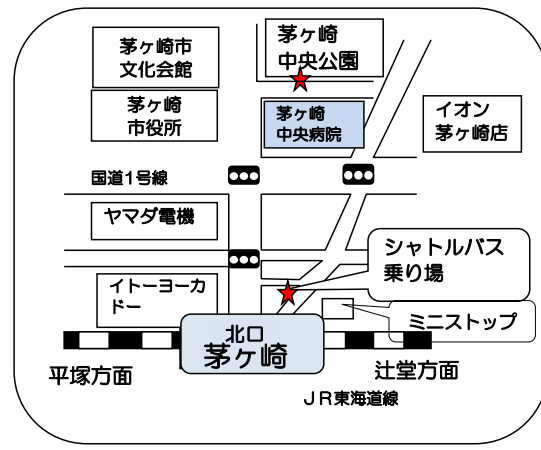 茅ヶ崎市
文化会館
茅ヶ崎
中央公園
茅ヶ崎
市役所
茅ヶ崎
中央病院
イオン
茅ヶ崎店
国道1号線
ヤマダ電機
シャトルバス
乗り場
イトーヨーカ
ドー
ミニストップ
北口
茅ヶ崎
平塚方面
辻堂方面
JR東海道線